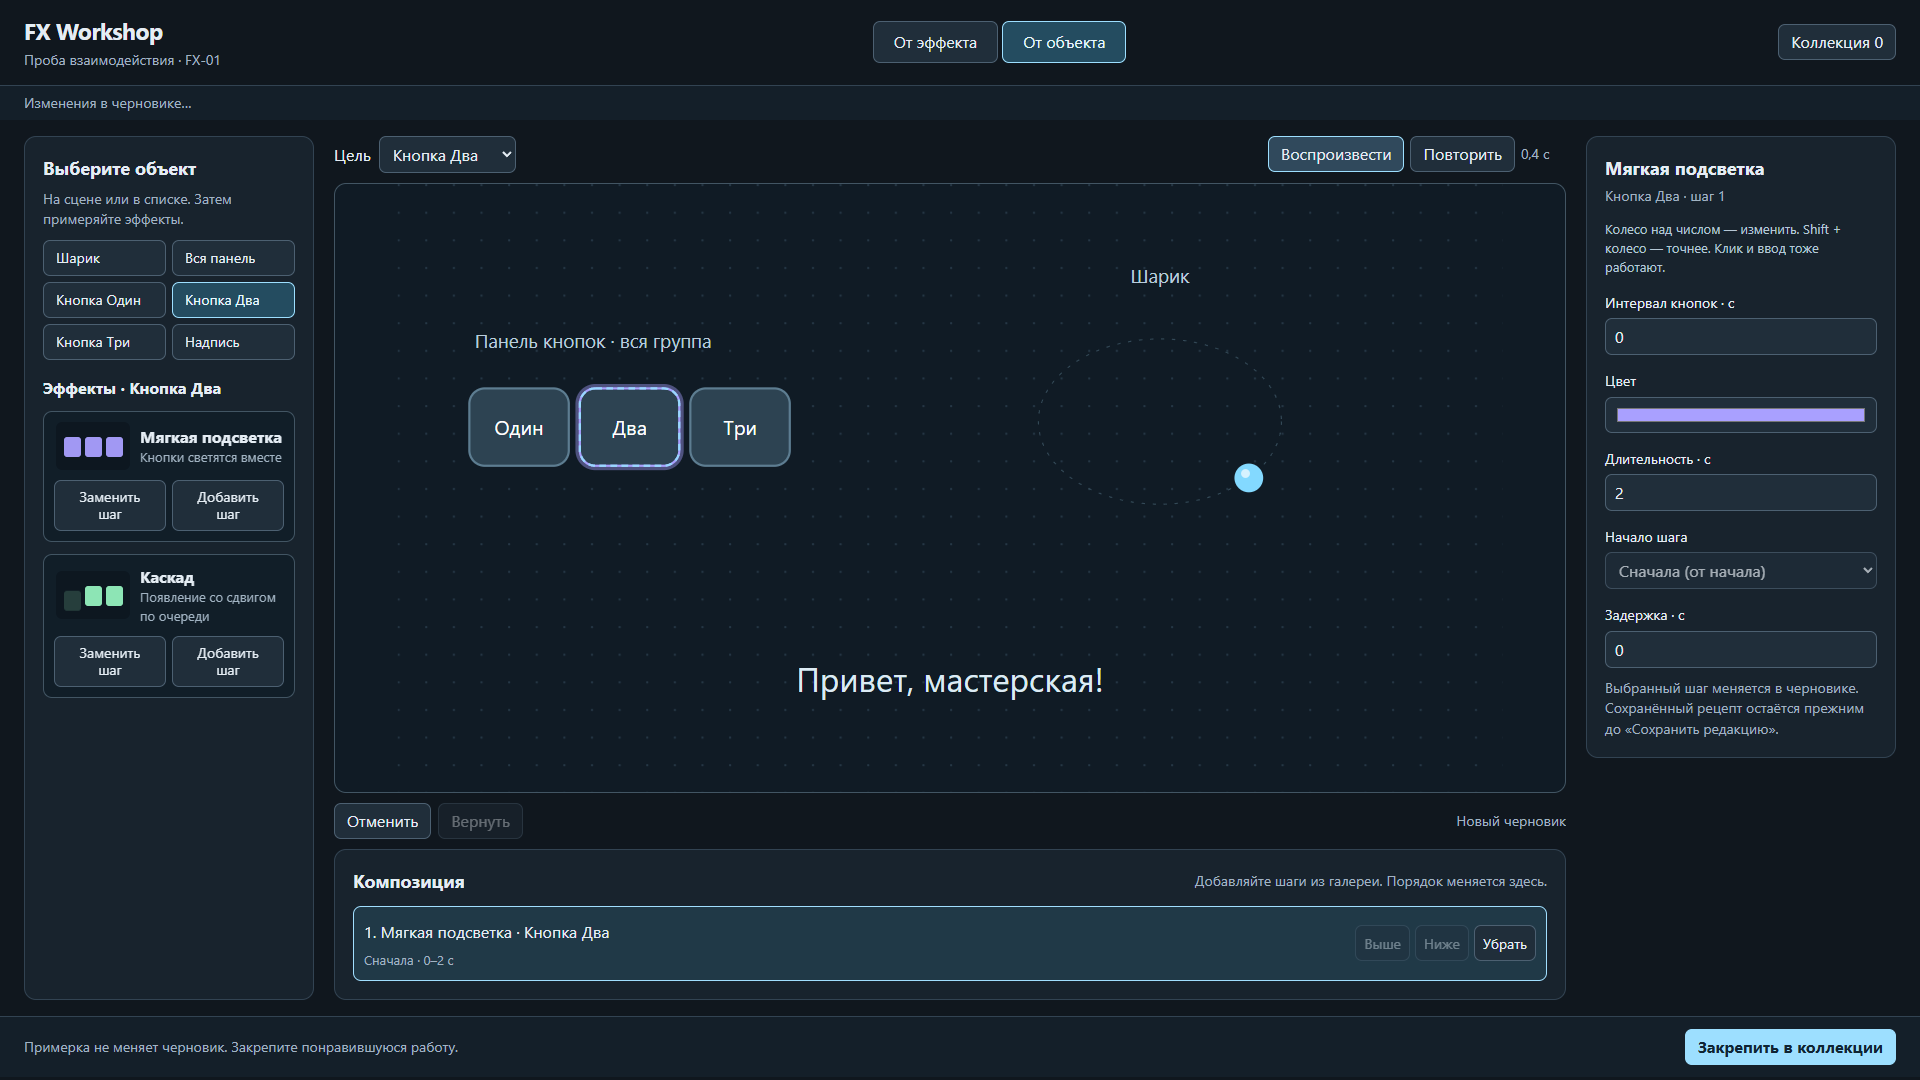 FX Workshop
Проба взаимодействия · FX-01
От эффекта
От объекта
Коллекция 0
Изменения в черновике...
Выберите объект
На сцене или в списке. Затем
примеряйте эффекты.
Шарик
Вся панель
Кнопка Один
Кнопка Два
Кнопка Три
Надпись
Эффекты · Кнопка Два
Мягкая подсветка
Кнопки светятся вместе
Заменить
шаг
Добавить
шаг
Каскад
Появление со сдвигом
по очереди
Заменить
шаг
Добавить
шаг
Цель
Кнопка Два
Воспроизвести
Повторить
0,4 с
Шарик
Панель кнопок · вся группа
Один
Два
Три
Привет, мастерская!
Отменить
Вернуть
Новый черновик
Композиция
Добавляйте шаги из галереи. Порядок меняется здесь.
1. Мягкая подсветка · Кнопка Два
Сначала · 0–2 с
Выше
Ниже
Убрать
Мягкая подсветка
Кнопка Два · шаг 1
Колесо над числом — изменить. Shift +
колесо — точнее. Клик и ввод тоже
работают.
Интервал кнопок · с
0
Цвет
Длительность · с
2
Начало шага
Сначала (от начала)
Задержка · с
0
Выбранный шаг меняется в черновике.
Сохранённый рецепт остаётся прежним
до «Сохранить редакцию».
Примерка не меняет черновик. Закрепите понравившуюся работу.
Закрепить в коллекции